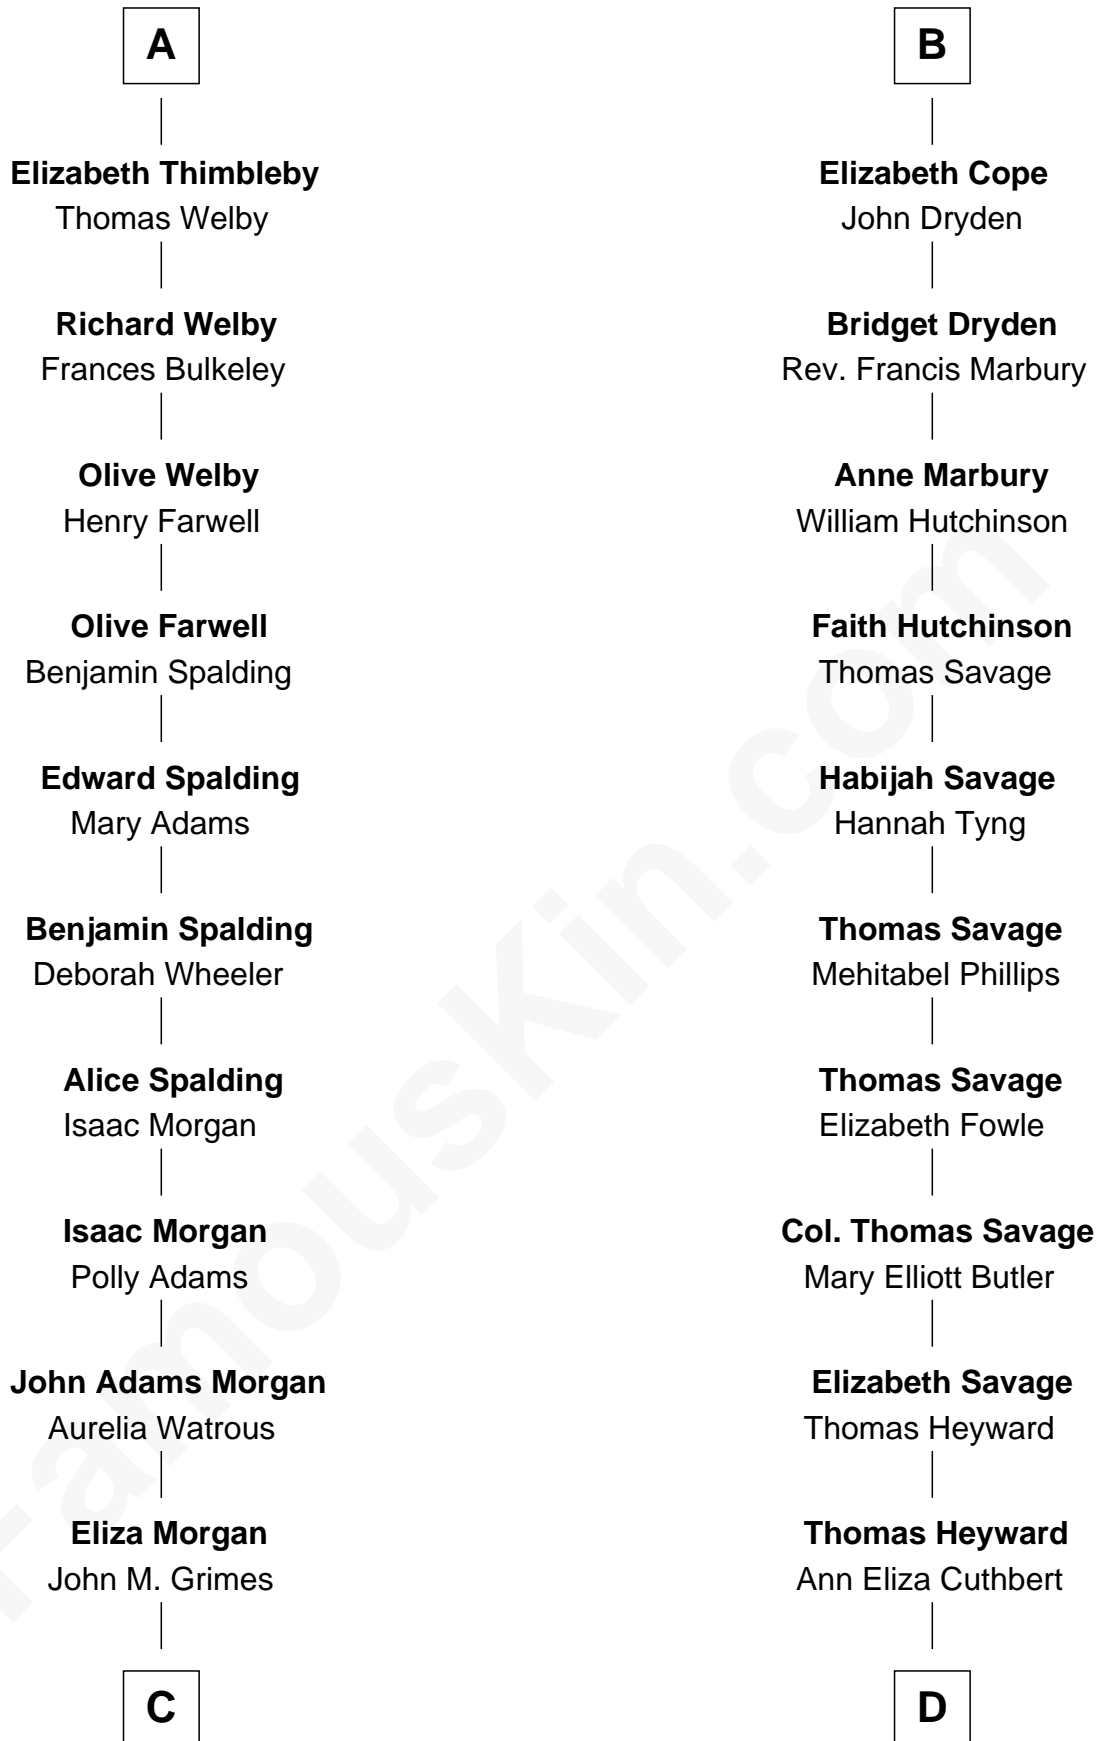 A
Elizabeth Thimbleby
Thomas Welby
Richard Welby
Frances Bulkeley
Olive Welby
Henry Farwell
Olive Farwell
Benjamin Spalding
Edward Spalding
Mary Adams
Benjamin Spalding
Deborah Wheeler
Alice Spalding
Isaac Morgan
Isaac Morgan
Polly Adams
John Adams Morgan
Aurelia Watrous
Eliza Morgan
John M. Grimes
C
B
Elizabeth Cope
John Dryden
Bridget Dryden
Rev. Francis Marbury
Anne Marbury
William Hutchinson
Faith Hutchinson
Thomas Savage
Habijah Savage
Hannah Tyng
Thomas Savage
Mehitabel Phillips
Thomas Savage
Elizabeth Fowle
Col. Thomas Savage
Mary Elliott Butler
Elizabeth Savage
Thomas Heyward
Thomas Heyward
Ann Eliza Cuthbert
D
FamousKin.com